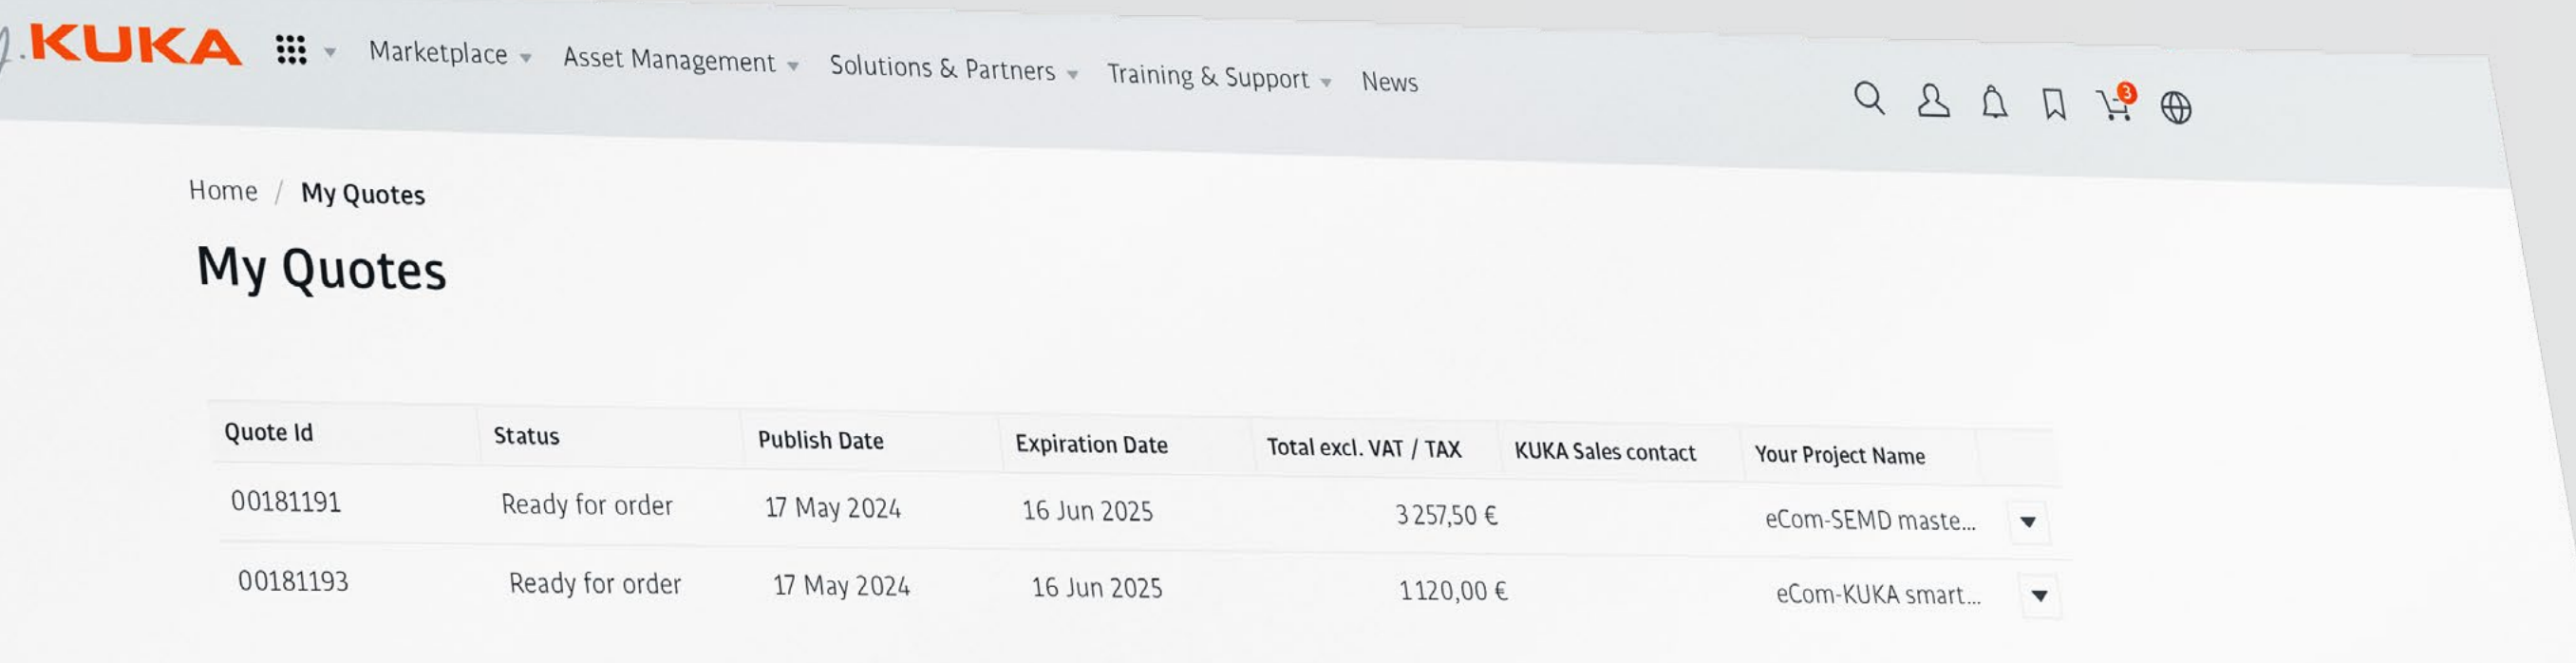 KUKA Marketplace Asset Management Solutions & Partners Training & Support News 3
Home / My Quotes
My Quotes
Quote Id Status Publish Date Expiration Date Total excl. VAT / TAX KUKA Sales contact Your Project Name
00181191 Ready for order 17 May 2024 16 Jun 2025 3 257,50 € eCom-SEMD maste...
00181193 Ready for order 17 May 2024 16 Jun 2025 1 120,00 € eCom-KUKA smart...